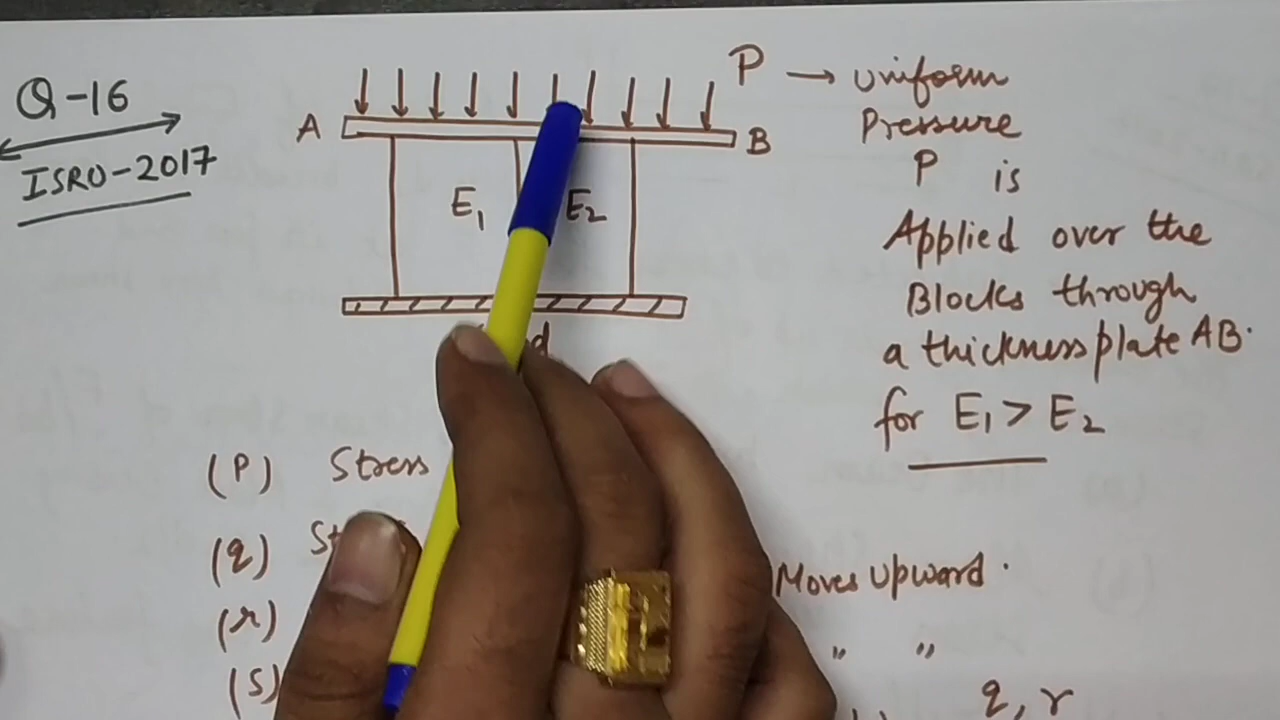 Q-16
ISRO-2017
P → Uniform
Pressure
P is
Applied over the
Blocks through
a thickness plate AB.
for E₁ > E₂
A
B
E₁
E₂
(P) Stress
(q)
Moves upward.
(r)
" "
(S)
q, r